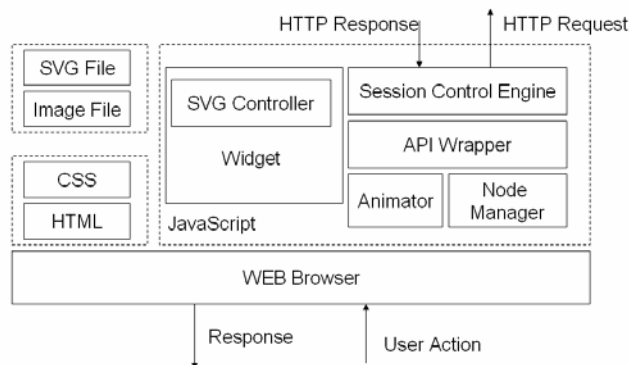 HTTP Response
HTTP Request
SVG File
Image File
SVG Controller
Widget
Session Control Engine
API Wrapper
Animator
Node
Manager
CSS
HTML
JavaScript
WEB Browser
Response
User Action